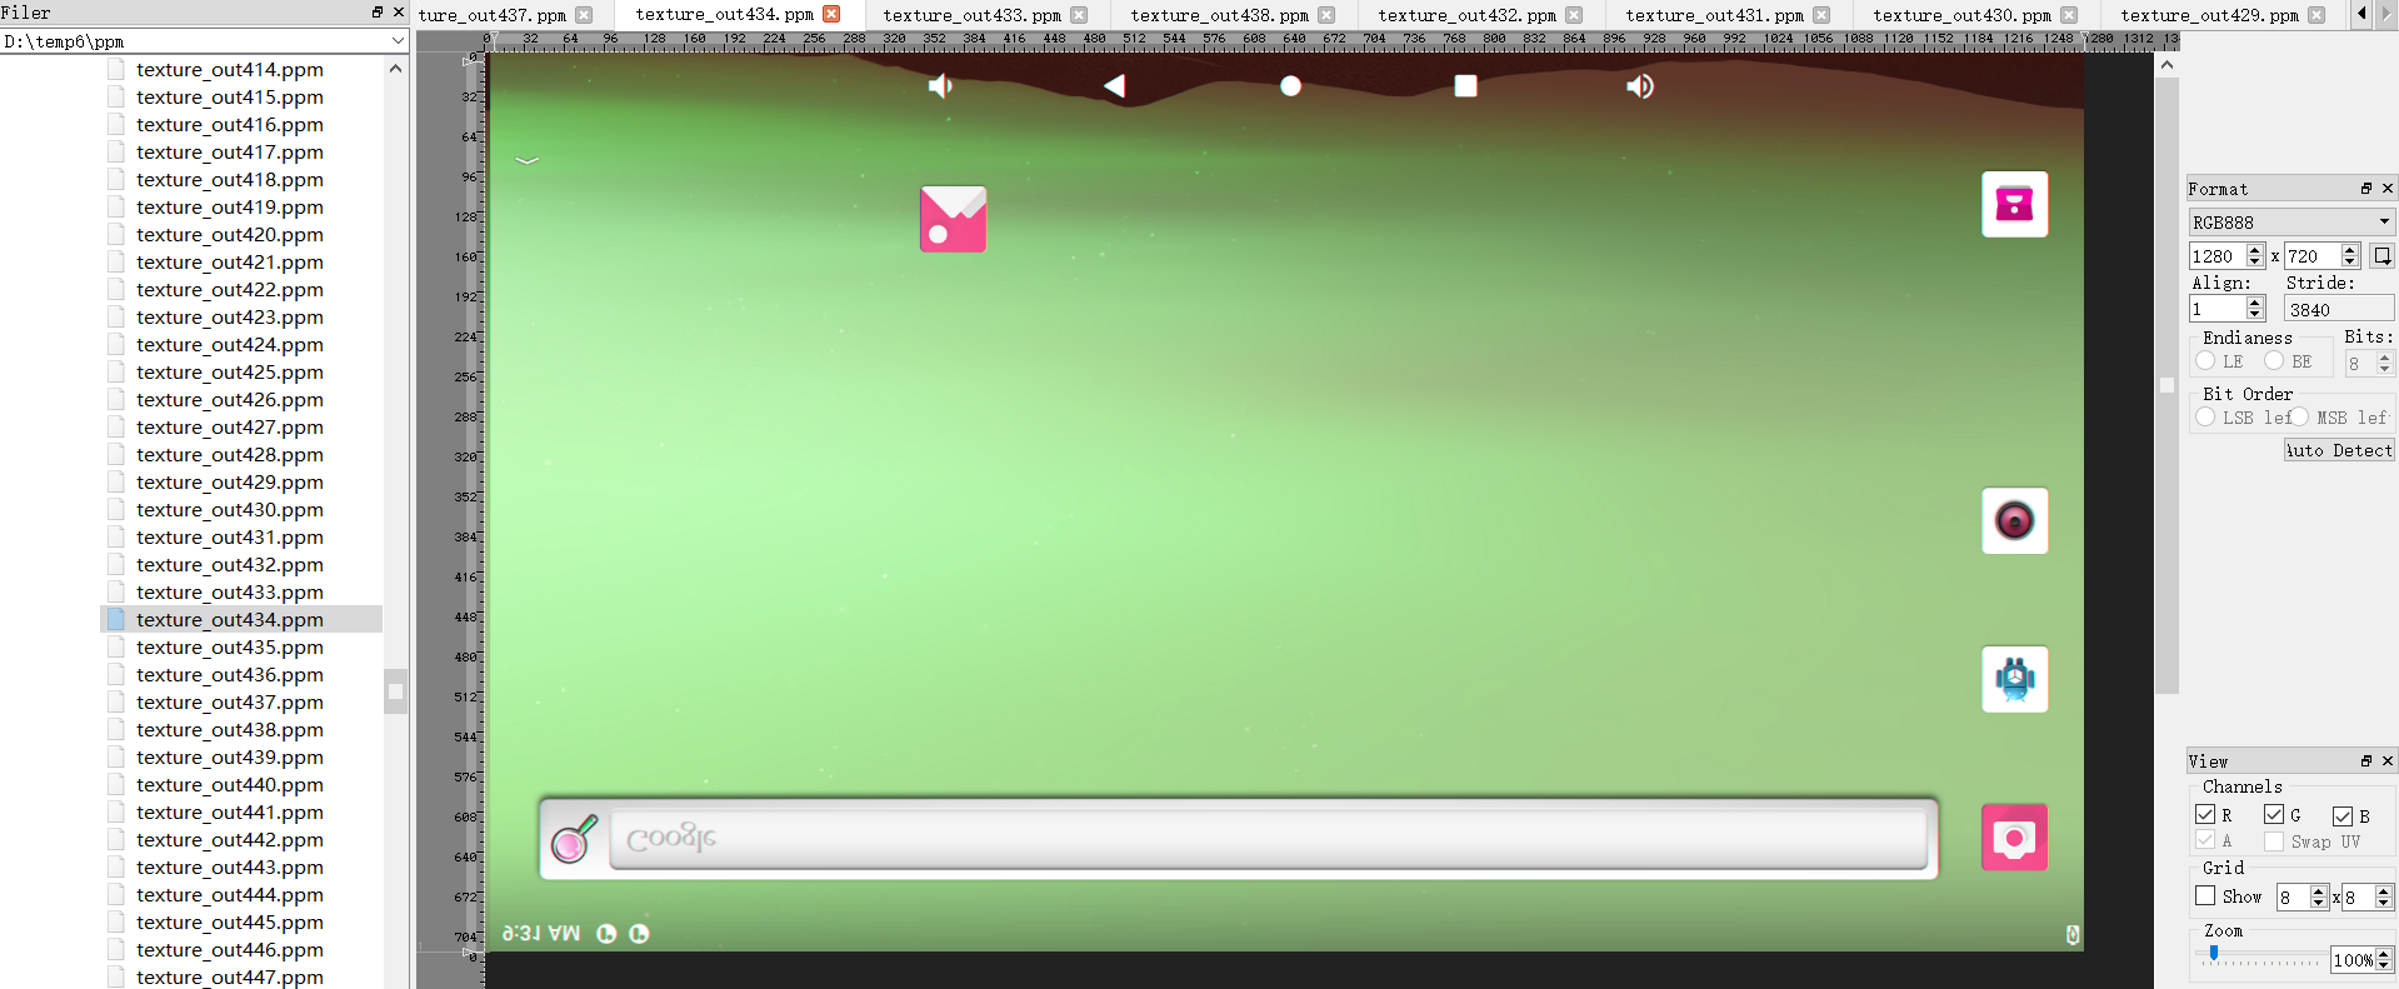 Filer
D:\temp6\ppm
texture_out414.ppm
texture_out415.ppm
texture_out416.ppm
texture_out417.ppm
texture_out418.ppm
texture_out419.ppm
texture_out420.ppm
texture_out421.ppm
texture_out422.ppm
texture_out423.ppm
texture_out424.ppm
texture_out425.ppm
texture_out426.ppm
texture_out427.ppm
texture_out428.ppm
texture_out429.ppm
texture_out430.ppm
texture_out431.ppm
texture_out432.ppm
texture_out433.ppm
texture_out434.ppm
texture_out435.ppm
texture_out436.ppm
texture_out437.ppm
texture_out438.ppm
texture_out439.ppm
texture_out440.ppm
texture_out441.ppm
texture_out442.ppm
texture_out443.ppm
texture_out444.ppm
texture_out445.ppm
texture_out446.ppm
texture_out447.ppm
ture_out437.ppm texture_out434.ppm texture_out433.ppm texture_out438.ppm texture_out432.ppm texture_out431.ppm texture_out430.ppm texture_out429.ppm
0 32 64 96 128 160 192 224 256 288 320 352 384 416 448 480 512 544 576 608 640 672 704 736 768 800 832 864 896 928 960 992 1024 1056 1088 1120 1152 1184 1216 1248 1280 1312 134
0
32
64
96
128
160
192
224
256
288
320
352
384
416
448
480
512
544
576
608
640
672
704
0
Google
9:31 AM
Format
RGB888
1280 x 720
Align: Stride:
1 3840
Endianess Bits:
LE BE 8
Bit Order
LSB lef MSB lef
Auto Detect
View
Channels
R G B
A Swap UV
Grid
Show 8 x 8
Zoom
100%